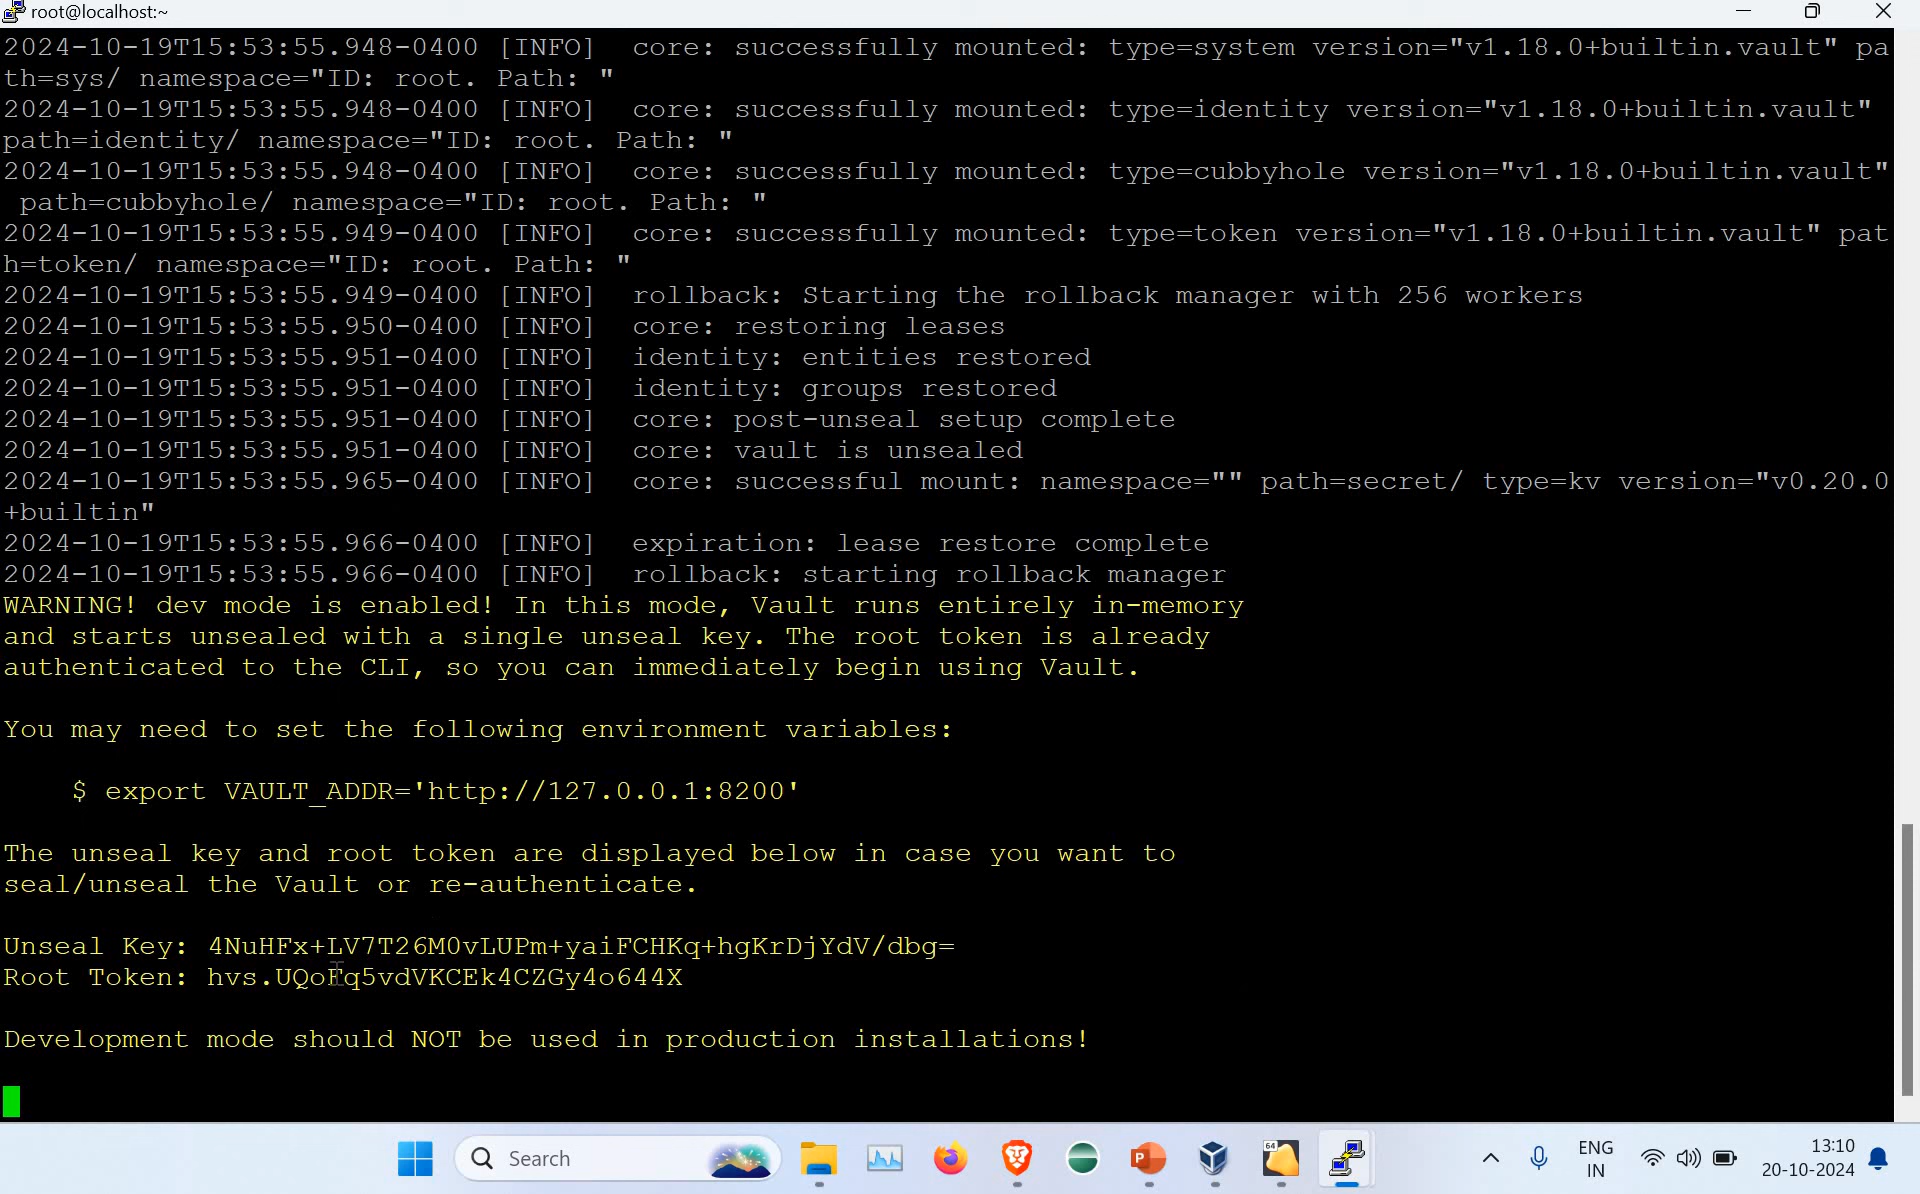 root@localhost:~
2024-10-19T15:53:55.948-0400 [INFO]  core: successfully mounted: type=system version="v1.18.0+builtin.vault" pa
th=sys/ namespace="ID: root. Path: "
2024-10-19T15:53:55.948-0400 [INFO]  core: successfully mounted: type=identity version="v1.18.0+builtin.vault"
path=identity/ namespace="ID: root. Path: "
2024-10-19T15:53:55.948-0400 [INFO]  core: successfully mounted: type=cubbyhole version="v1.18.0+builtin.vault"
 path=cubbyhole/ namespace="ID: root. Path: "
2024-10-19T15:53:55.949-0400 [INFO]  core: successfully mounted: type=token version="v1.18.0+builtin.vault" pat
h=token/ namespace="ID: root. Path: "
2024-10-19T15:53:55.949-0400 [INFO]  rollback: Starting the rollback manager with 256 workers
2024-10-19T15:53:55.950-0400 [INFO]  core: restoring leases
2024-10-19T15:53:55.951-0400 [INFO]  identity: entities restored
2024-10-19T15:53:55.951-0400 [INFO]  identity: groups restored
2024-10-19T15:53:55.951-0400 [INFO]  core: post-unseal setup complete
2024-10-19T15:53:55.951-0400 [INFO]  core: vault is unsealed
2024-10-19T15:53:55.965-0400 [INFO]  core: successful mount: namespace="" path=secret/ type=kv version="v0.20.0
+builtin"
2024-10-19T15:53:55.966-0400 [INFO]  expiration: lease restore complete
2024-10-19T15:53:55.966-0400 [INFO]  rollback: starting rollback manager
WARNING! dev mode is enabled! In this mode, Vault runs entirely in-memory
and starts unsealed with a single unseal key. The root token is already
authenticated to the CLI, so you can immediately begin using Vault.
You may need to set the following environment variables:
    $ export VAULT_ADDR='http://127.0.0.1:8200'
The unseal key and root token are displayed below in case you want to
seal/unseal the Vault or re-authenticate.
Unseal Key: 4NuHFx+LV7T26M0vLUPm+yaiFCHKq+hgKrDjYdV/dbg=
Root Token:
Development mode should NOT be used in production installations!
Search
64
P
ENG
IN
13:10
20-10-2024